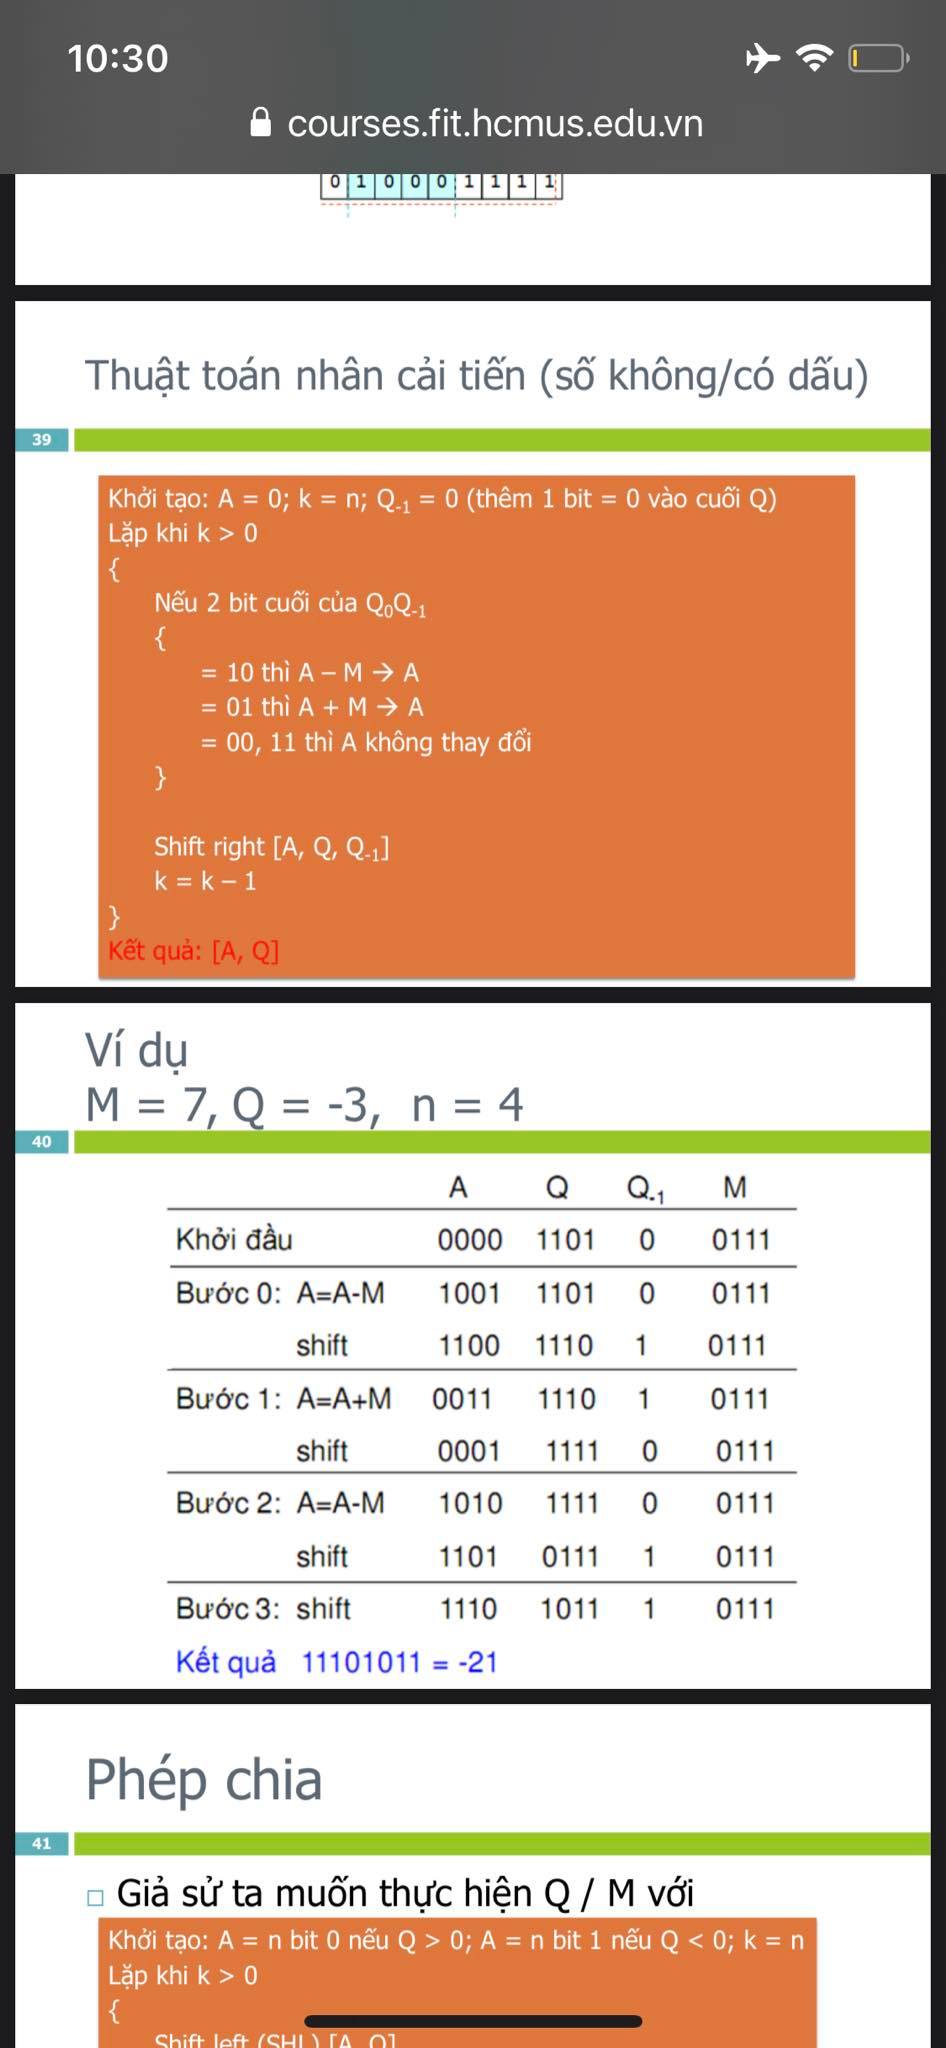 10:30
courses.fit.hcmus.edu.vn
0 1 0 0 0 1 1 1 1
Thuật toán nhân cải tiến (số không/có dấu)
39
Khởi tạo: A = 0; k = n; Q-1 = 0 (thêm 1 bit = 0 vào cuối Q)
Lặp khi k > 0
{
Nếu 2 bit cuối của Q0Q-1
{
= 10 thì A – M → A
= 01 thì A + M → A
= 00, 11 thì A không thay đổi
}
Shift right [A, Q, Q-1]
k = k – 1
}
Kết quả: [A, Q]
Ví dụ
M = 7, Q = -3, n = 4
40
A Q Q-1 M
Khởi đầu 0000 1101 0 0111
Bước 0: A=A-M 1001 1101 0 0111
shift 1100 1110 1 0111
Bước 1: A=A+M 0011 1110 1 0111
shift 0001 1111 0 0111
Bước 2: A=A-M 1010 1111 0 0111
shift 1101 0111 1 0111
Bước 3: shift 1110 1011 1 0111
Kết quả 11101011 = -21
Phép chia
41
Giả sử ta muốn thực hiện Q / M với
Khởi tạo: A = n bit 0 nếu Q > 0; A = n bit 1 nếu Q < 0; k = n
Lặp khi k > 0
{
Shift left (SHL) [A, Q]